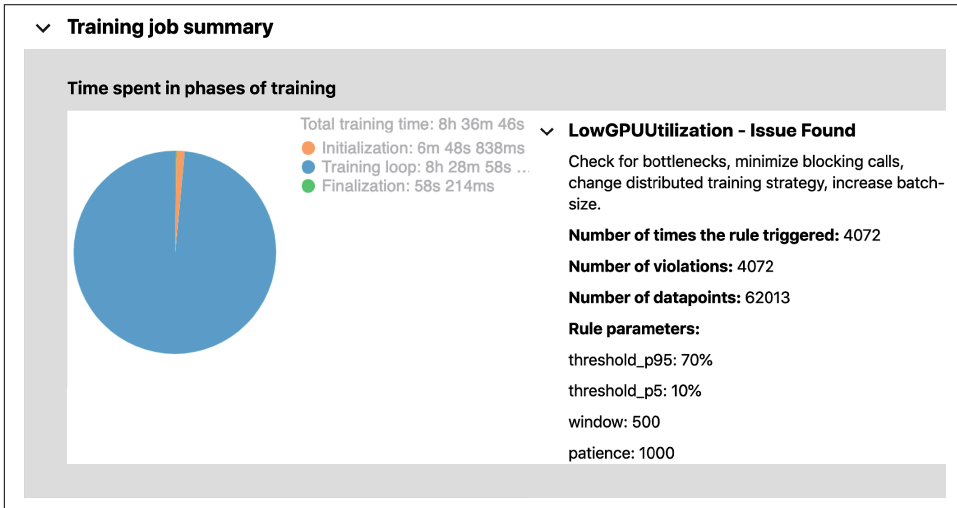 Training job summary
Time spent in phases of training
Total training time: 8h 36m 46s
Initialization: 6m 48s 838ms
Training loop: 8h 28m 58s ...
Finalization: 58s 214ms
LowGPUUtilization - Issue Found
Check for bottlenecks, minimize blocking calls,
change distributed training strategy, increase batch-
size.
Number of times the rule triggered: 4072
Number of violations: 4072
Number of datapoints: 62013
Rule parameters:
threshold_p95: 70%
threshold_p5: 10%
window: 500
patience: 1000